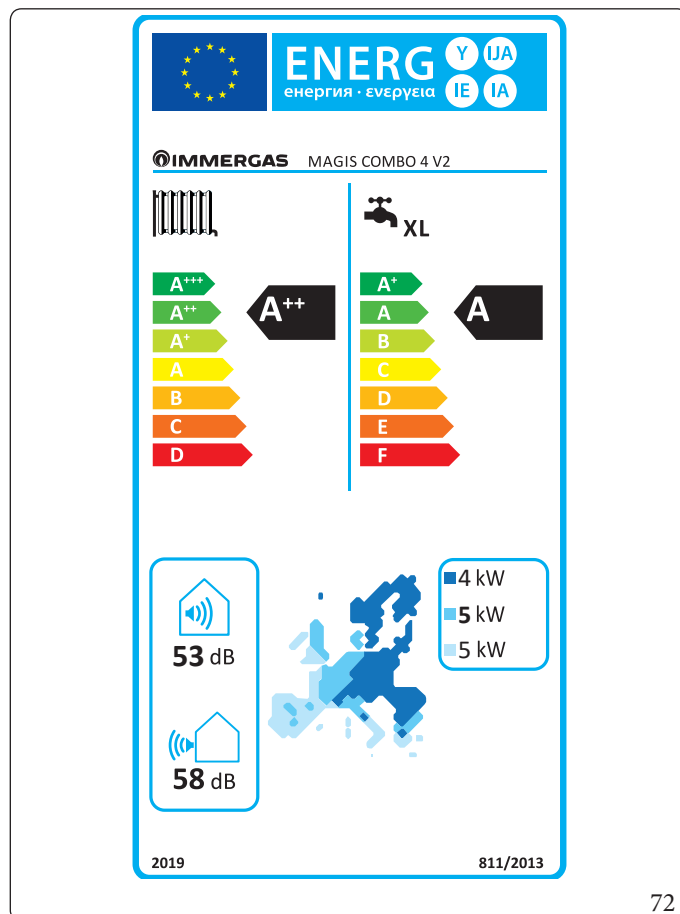 ENERG Y IJA
енергия · ενεργεια IE IA
IMMERGAS MAGIS COMBO 4 V2
XL
A+++
A++
A+
A
B
C
D
A++
A+
A
B
C
D
E
F
A
53 dB
58 dB
4 kW
5 kW
5 kW
2019 811/2013
72